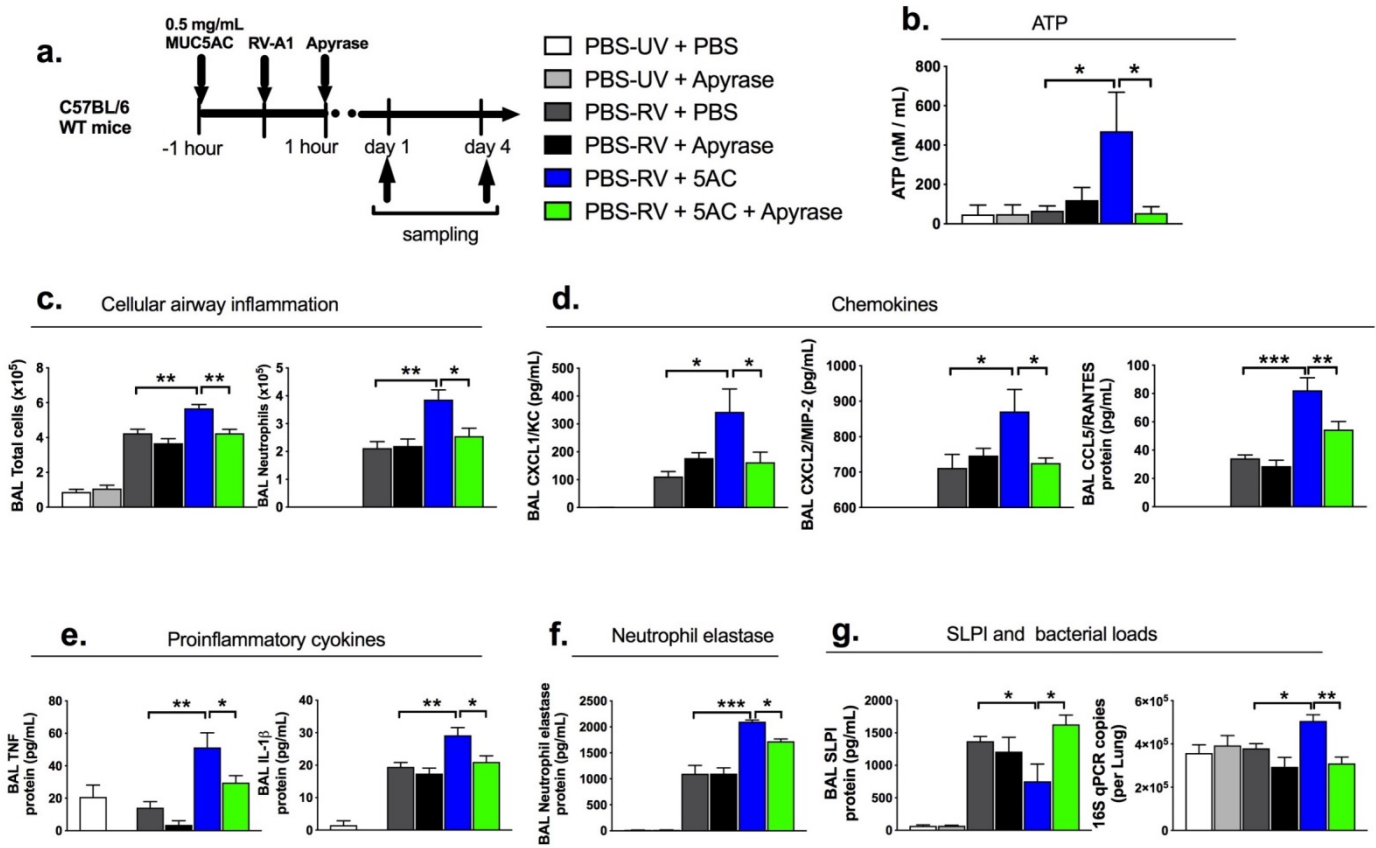 a.
0.5 mg/mL
MUC5AC RV-A1 Apyrase
C57BL/6
WT mice
-1 hour 1 hour day 1 day 4
sampling
PBS-UV + PBS
PBS-UV + Apyrase
PBS-RV + PBS
PBS-RV + Apyrase
PBS-RV + 5AC
PBS-RV + 5AC + Apyrase
b. ATP
ATP (nM / mL)
800
600
400
200
0
* *
c. Cellular airway inflammation
BAL Total cells (x10⁵)
8
6
4
2
0
** **
BAL Neutrophils (x10⁵)
5
4
3
2
1
0
** *
d. Chemokines
BAL CXCL1/KC (pg/mL)
500
400
300
200
100
0
* *
BAL CXCL2/MIP-2 (pg/mL)
1000
900
800
700
600
* *
BAL CCL5/RANTES
protein (pg/mL)
100
80
60
40
20
0
*** **
e. Proinflammatory cyokines
BAL TNF
protein (pg/mL)
80
60
40
20
0
** *
BAL IL-1β
protein (pg/mL)
40
30
20
10
0
** *
f. Neutrophil elastase
BAL Neutrophil elastase
protein (pg/mL)
2500
2000
1500
1000
500
0
*** *
g. SLPI and bacterial loads
BAL SLPI
protein (pg/mL)
2000
1500
1000
500
0
* *
16S qPCR copies
(per Lung)
6×10⁵
4×10⁵
2×10⁵
0
* **